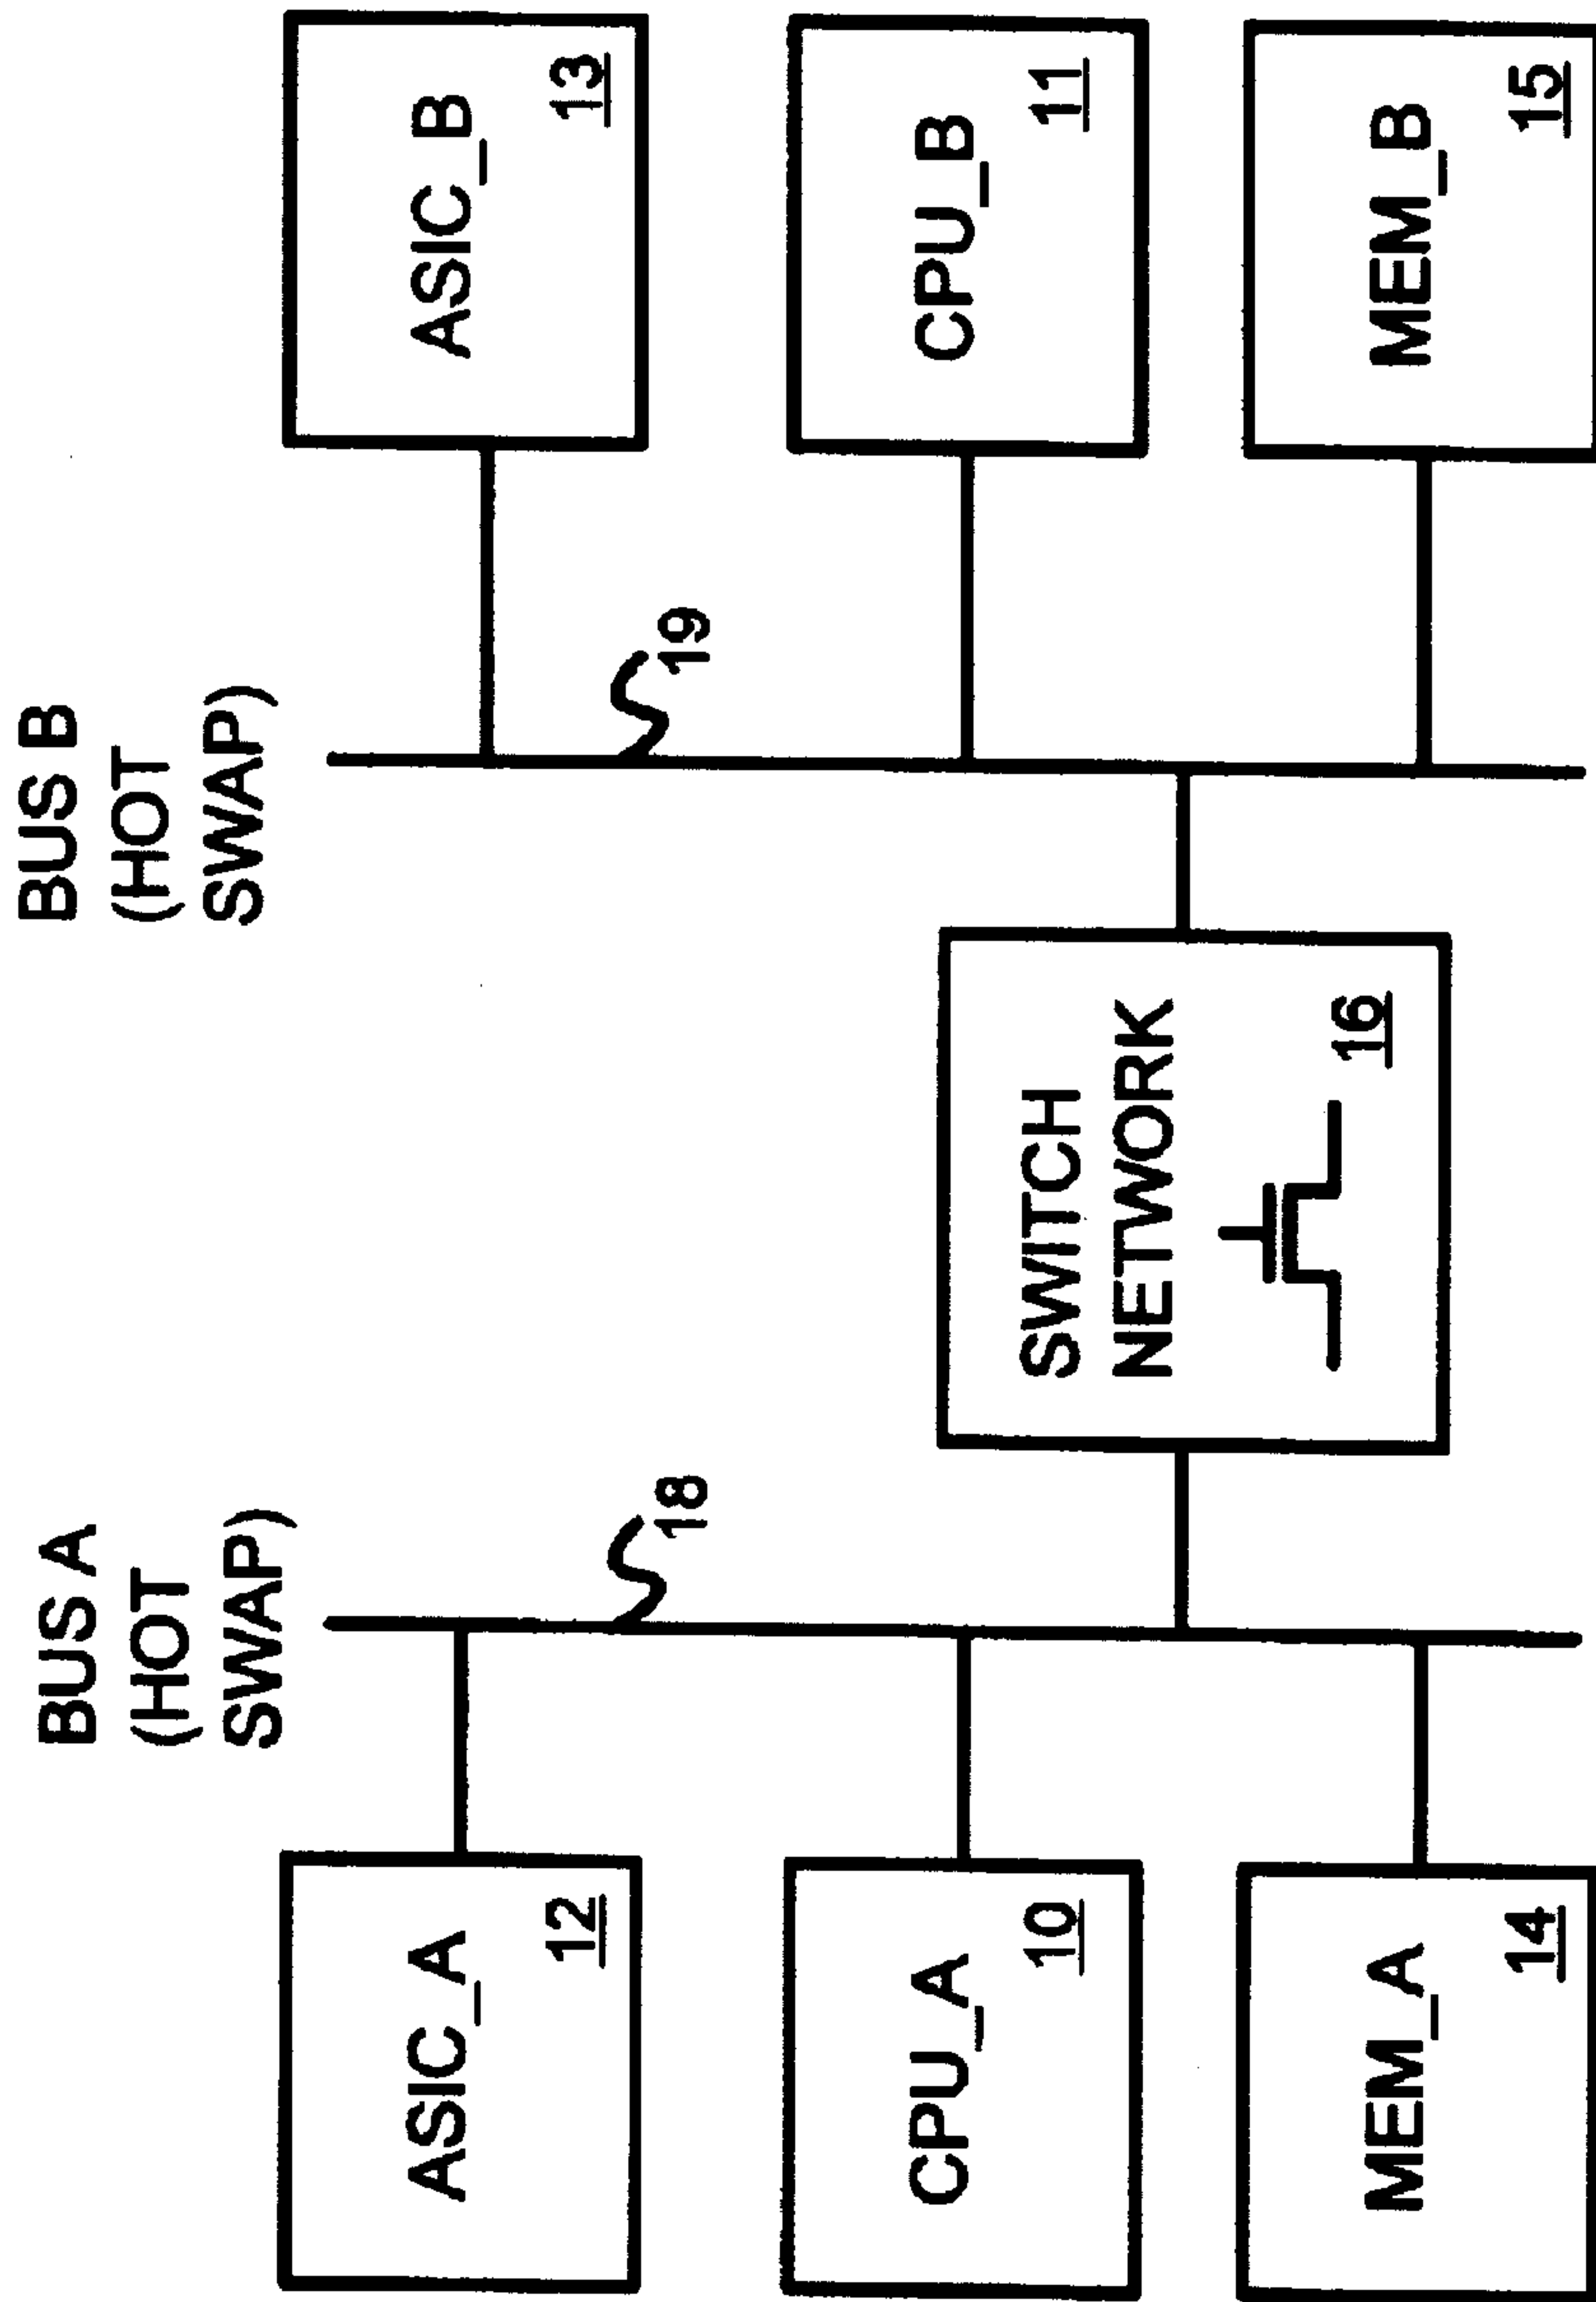 BUS A
(HOT
SWAP)
BUS B
(HOT
SWAP)
ASIC_A
12
18
19
ASIC_B
13
CPU_A
10
SWITCH
NETWORK
16
CPU_B
11
MEM_A
14
MEM_B
15